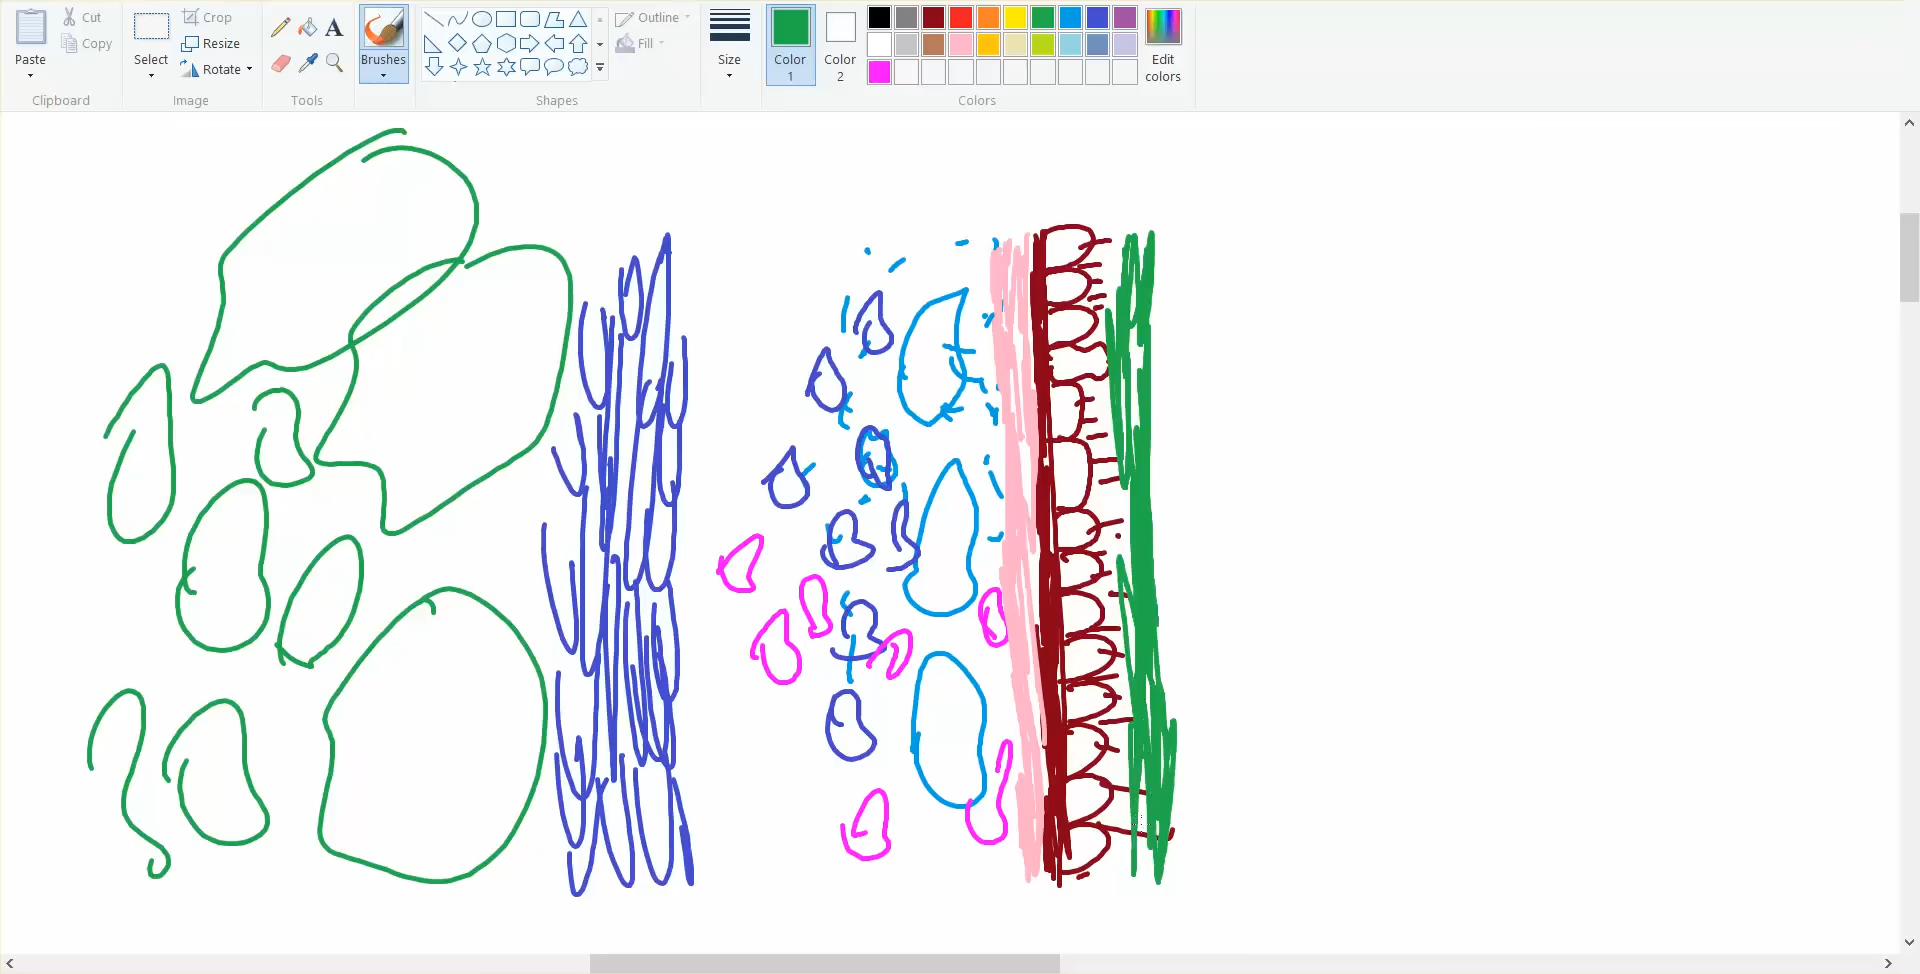 Cut
Copy
Paste
Clipboard
Select
Crop
Resize
Rotate
Image
A
Tools
Brushes
Outline
Fill
Shapes
Size
Color
1
Color
2
Edit
colors
Colors